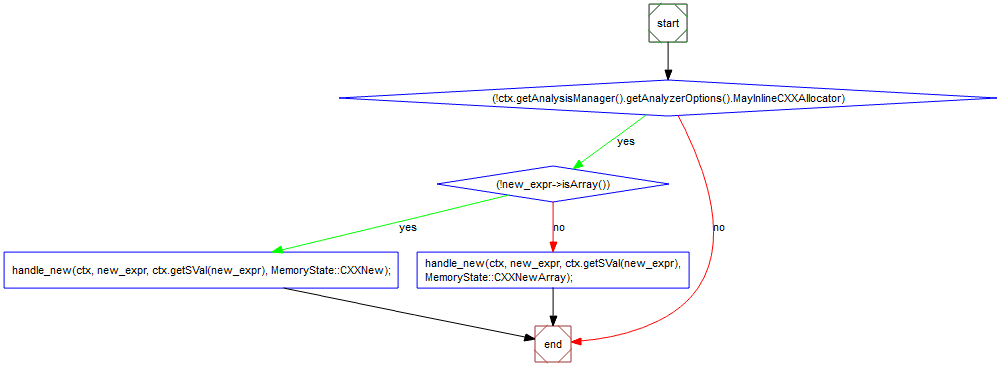 start
(!ctx.getAnalysisManager().getAnalyzerOptions().MayInlineCXXAllocator)
yes
(!new_expr->isArray())
yes
no
no
handle_new(ctx, new_expr, ctx.getSVal(new_expr), MemoryState::CXXNew);
handle_new(ctx, new_expr, ctx.getSVal(new_expr),
MemoryState::CXXNewArray);
end